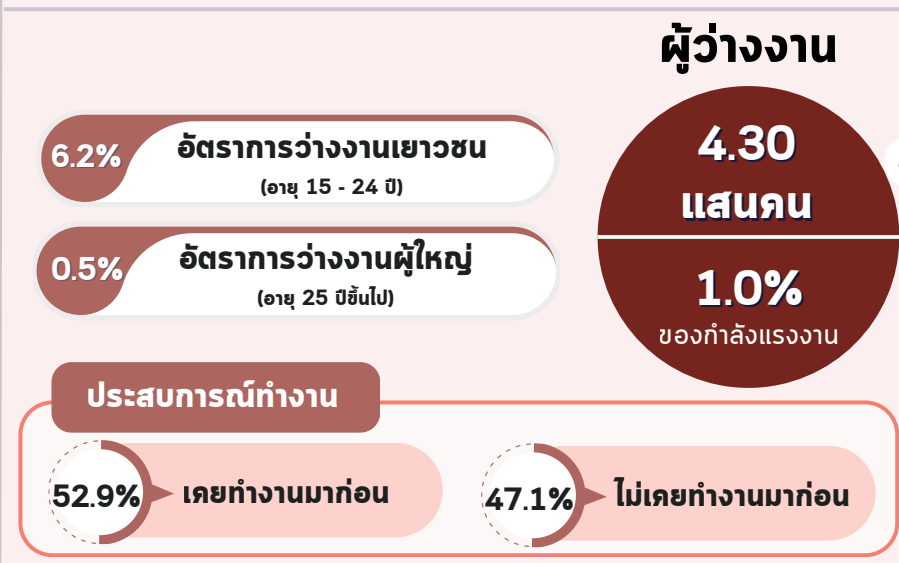 ผู้ว่างงาน
4.30
แสนคน
1.0%
ของกำลังแรงงาน
6.2%
อัตราการว่างงานเยาวชน
(อายุ 15 - 24 ปี)
0.5%
อัตราการว่างงานผู้ใหญ่
(อายุ 25 ปีขึ้นไป)
ประสบการณ์ทำงาน
52.9%
เคยทำงานมาก่อน
47.1%
ไม่เคยทำงานมาก่อน